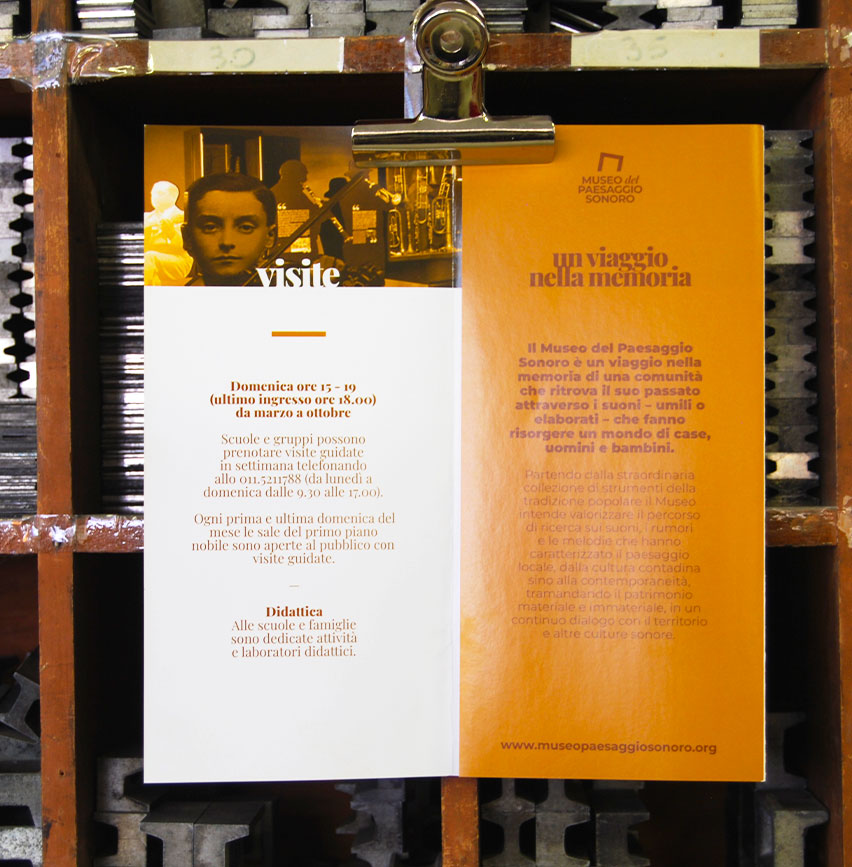 30
35
visite
Domenica ore 15 - 19
(ultimo ingresso ore 18.00)
da marzo a ottobre
Scuole e gruppi possono
prenotare visite guidate
in settimana telefonando
allo 011.5211788 (da lunedì a
domenica dalle 9.30 alle 17.00).
Ogni prima e ultima domenica del
mese le sale del primo piano
nobile sono aperte al pubblico con
visite guidate.
—
Didattica
Alle scuole e famiglie
sono dedicate attività
e laboratori didattici.
MUSEO del
PAESAGGIO
SONORO
un viaggio
nella memoria
Il Museo del Paesaggio
Sonoro è un viaggio nella
memoria di una comunità
che ritrova il suo passato
attraverso i suoni – umili o
elaborati – che fanno
risorgere un mondo di case,
uomini e bambini.
Partendo dalla straordinaria
collezione di strumenti della
tradizione popolare il Museo
intende valorizzare il percorso
di ricerca sui suoni, i rumori
e le melodie che hanno
caratterizzato il paesaggio
locale, dalla cultura contadina
sino alla contemporaneità,
tramandando il patrimonio
materiale e immateriale, in un
continuo dialogo con il territorio
e altre culture sonore.
www.museopaesaggiosonoro.org